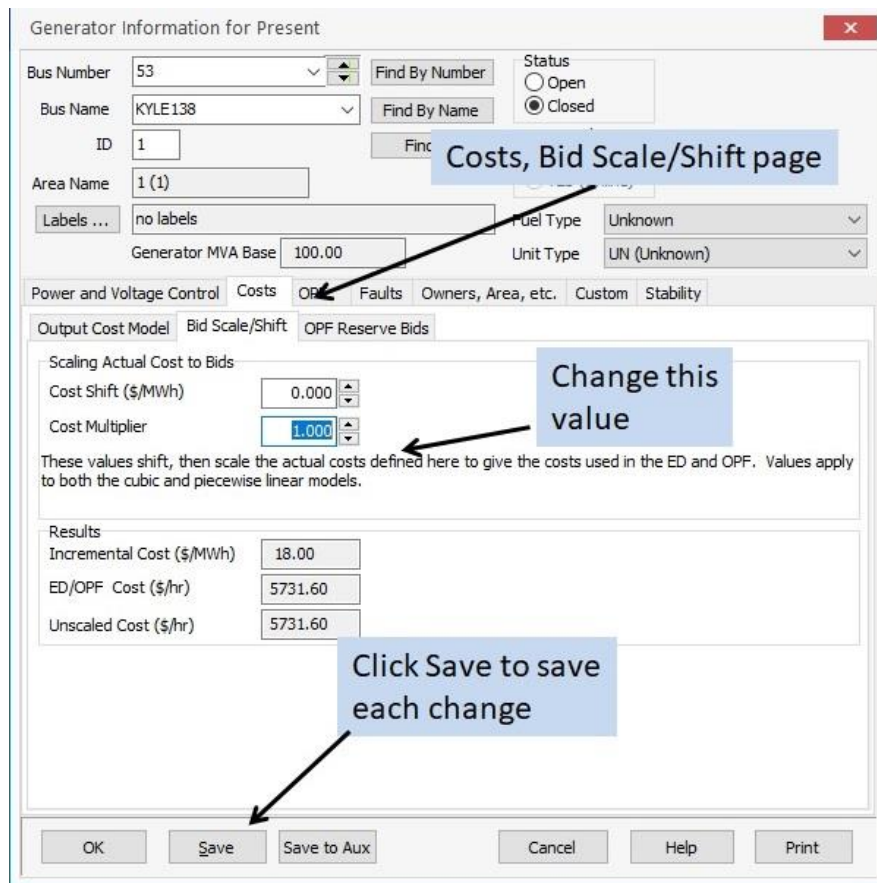 Generator Information for Present
Bus Number 53 Find By Number Status
Open
Bus Name KYLE138 Find By Name Closed
ID 1
Costs, Bid Scale/Shift page
Area Name 1 (1)
Labels ... no labels Fuel Type Unknown
Generator MVA Base 100.00 Unit Type UN (Unknown)
Power and Voltage Control Costs Faults Owners, Area, etc. Custom Stability
Output Cost Model Bid Scale/Shift OPF Reserve Bids
Scaling Actual Cost to Bids
Cost Shift ($/MWh) 0.000
Change this
value
Cost Multiplier 1.000
These values shift, then scale the actual costs defined here to give the costs used in the ED and OPF. Values apply
to both the cubic and piecewise linear models.
Results
Incremental Cost ($/MWh) 18.00
ED/OPF Cost ($/hr) 5731.60
Unscaled Cost ($/hr) 5731.60
Click Save to save
each change
OK Save Save to Aux Cancel Help Print